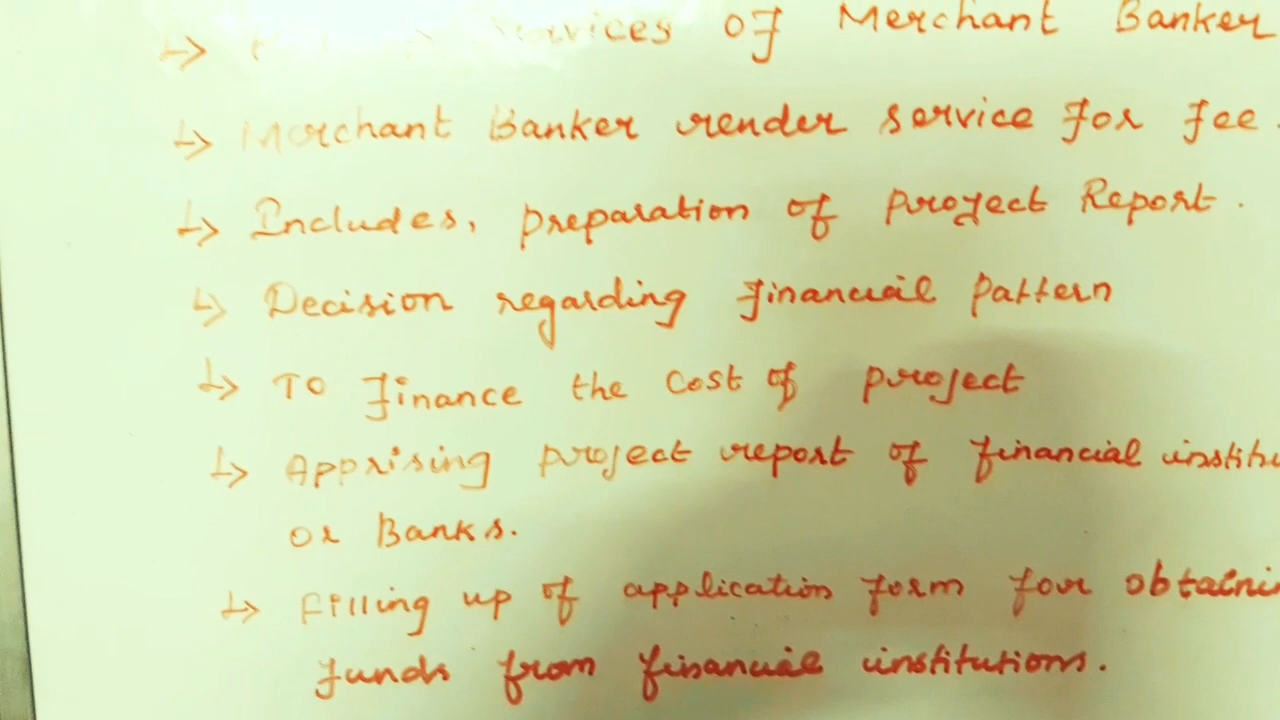 ↳ Services of Merchant Banker
↳ Merchant Banker render service for fee.
↳ Includes, preparation of project Report.
↳ Decision regarding financial pattern
↳ To finance the cost of project
↳ Apprising project report of financial institu
or Banks.
↳ Filling up of application form for obtaini
funds from financial institutions.